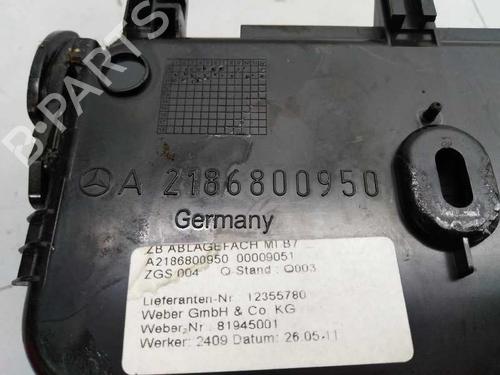 B-PARTS
A 2186800950
Germany
ZB ABLAGEFACH MI B7
A2186800950 00009051
ZGS 004 Q-Stand : Q003
Lieferanten-Nr 12355780
Weber GmbH & Co. KG
Weber-Nr : 81945001
Werker: 2409 Datum: 26.05.11